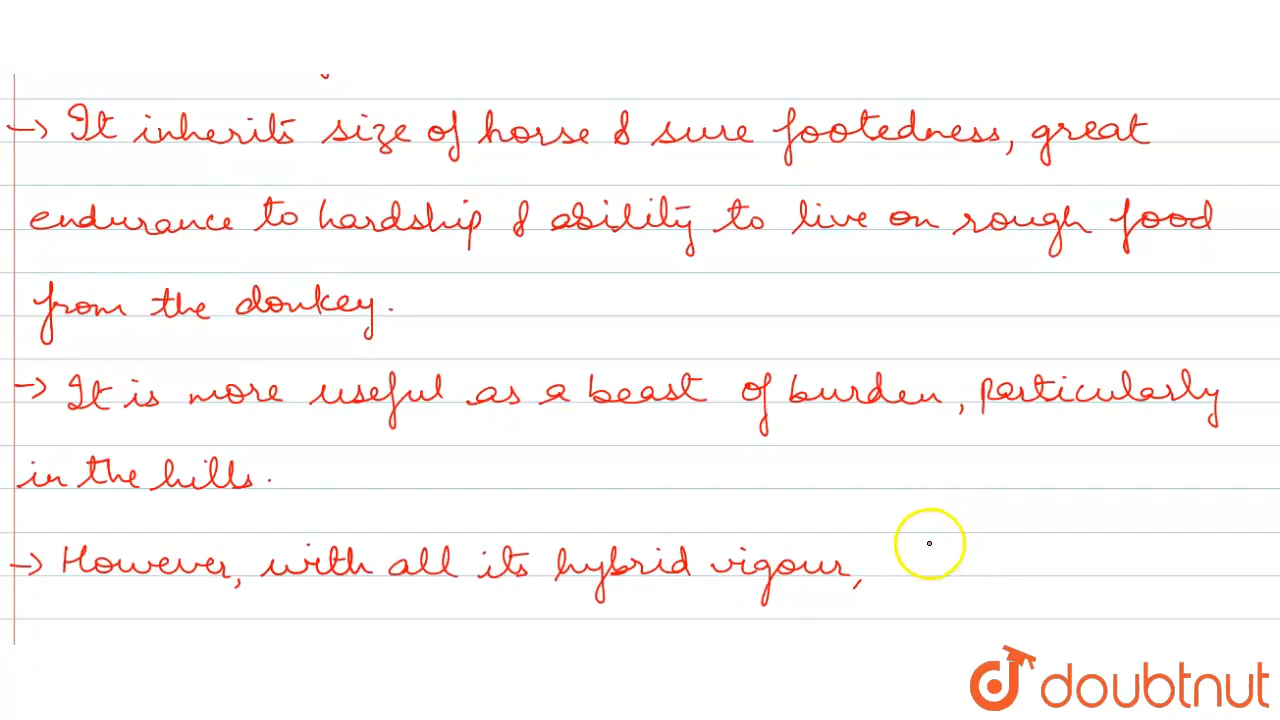 → It inherits size of horse & sure footedness, great
endurance to hardship & ability to live on rough food
from the donkey.
→ It is more useful as a beast of burden, particularly
in the hills.
→ However, with all its hybrid vigour,
doubtnut